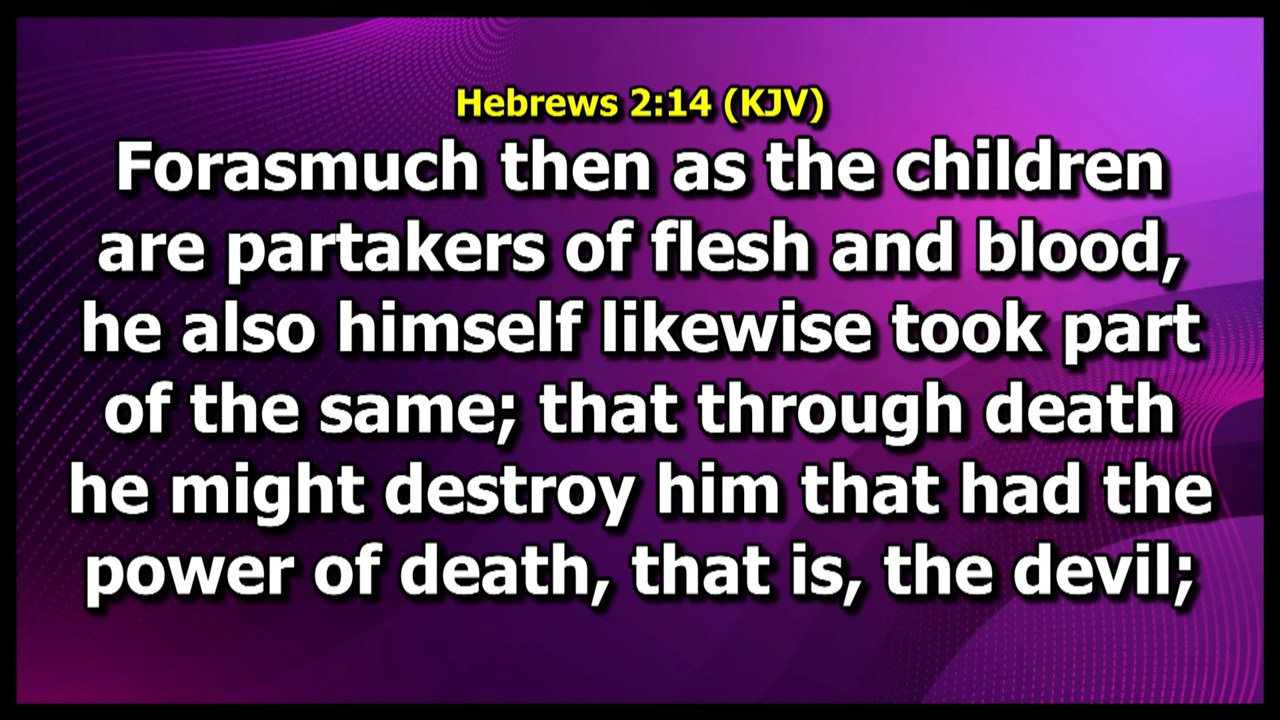 Hebrews 2:14 (KJV)
Forasmuch then as the children
are partakers of flesh and blood,
he also himself likewise took part
of the same; that through death
he might destroy him that had the
power of death, that is, the devil;